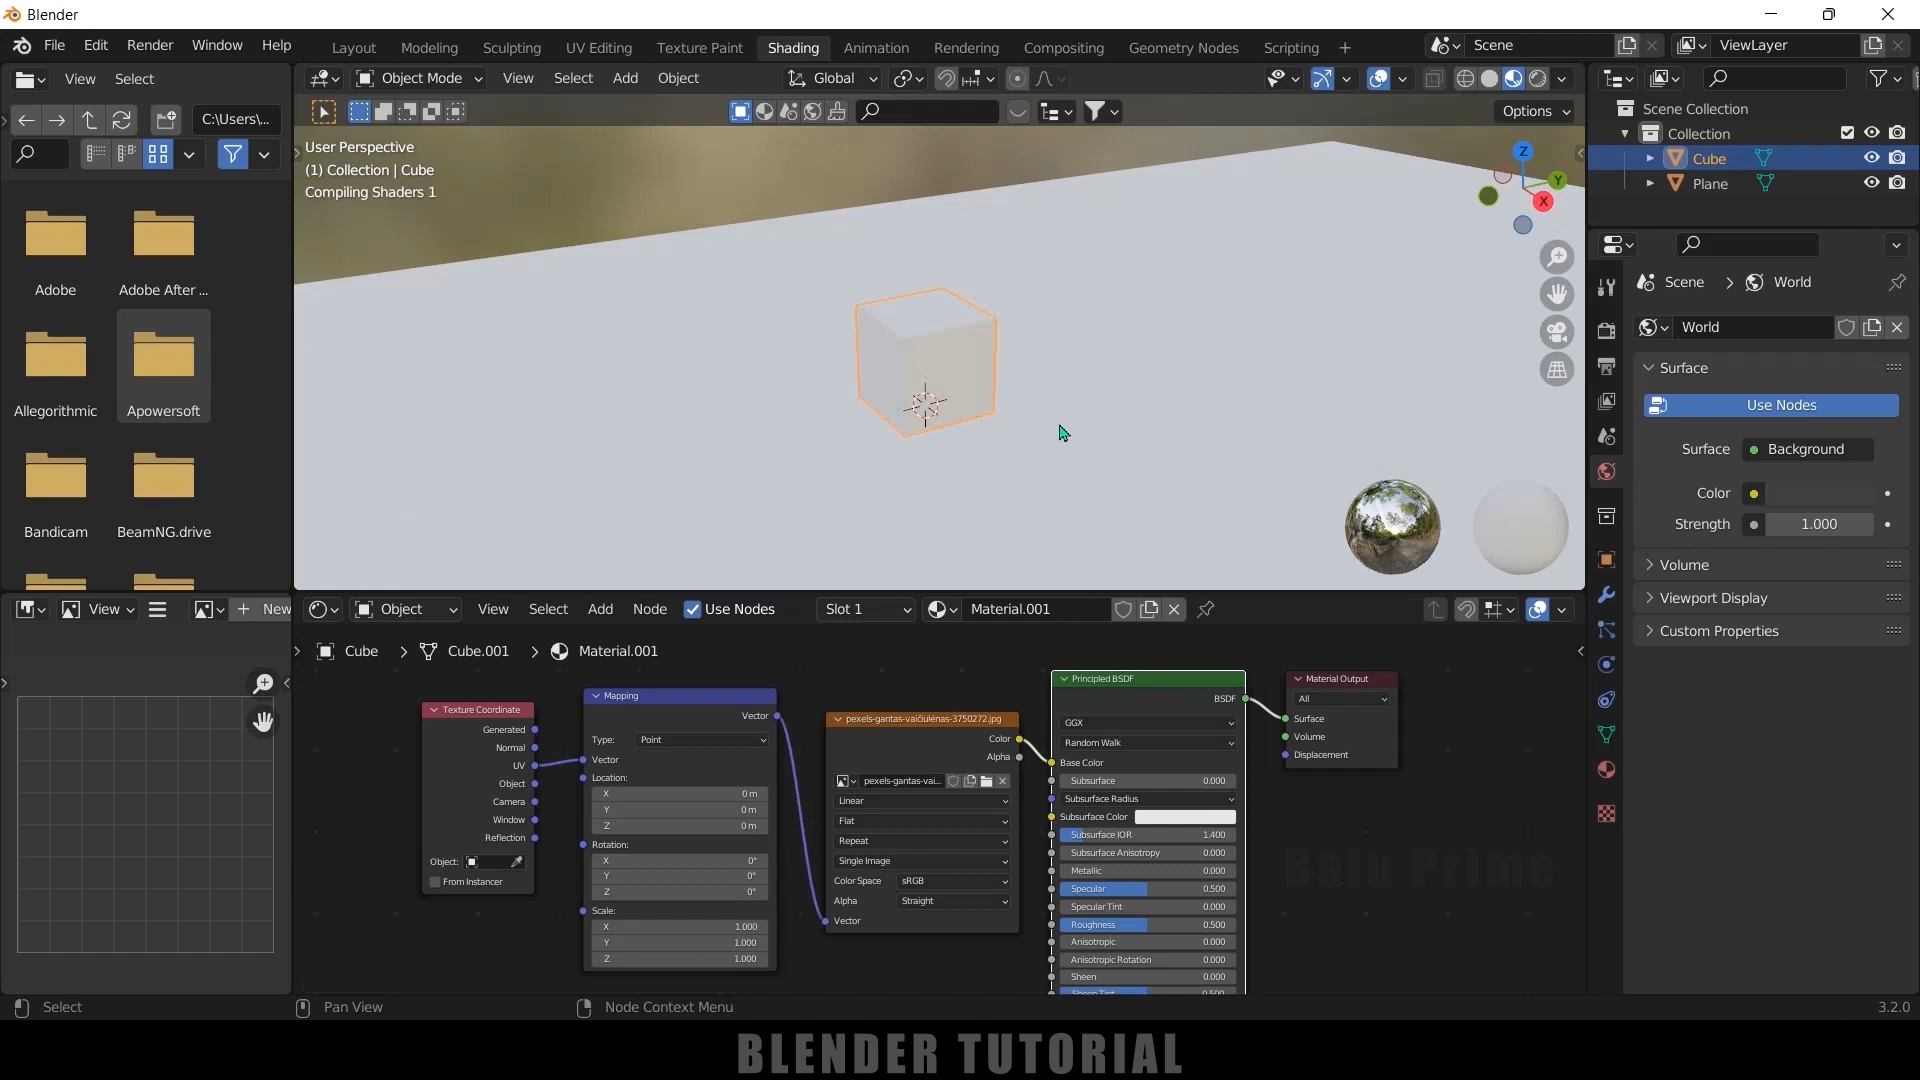 Blender
File Edit Render Window Help
Layout Modeling Sculpting UV Editing Texture Paint Shading Animation Rendering Compositing Geometry Nodes Scripting +
Scene
ViewLayer
View Select
Object Mode View Select Add Object
Global
C:\Users\...
Options
User Perspective
(1) Collection | Cube
Compiling Shaders 1
Z
Y
X
Scene Collection
Collection
Cube
Plane
Adobe
Adobe After ...
Allegorithmic
Apowersoft
Bandicam
BeamNG.drive
Scene > World
World
Surface
Use Nodes
Surface Background
Color
Strength 1.000
Volume
Viewport Display
Custom Properties
View
+ New
Object View Select Add Node Use Nodes Slot 1 Material.001
Cube > Cube.001 > Material.001
Texture Coordinate
Generated
Normal
UV
Object
Camera
Window
Reflection
Object:
From Instancer
Mapping
Vector
Type: Point
Vector
Location:
X 0 m
Y 0 m
Z 0 m
Rotation:
X 0°
Y 0°
Z 0°
Scale:
X 1.000
Y 1.000
Z 1.000
pexels-gantas-vaičiulėnas-3750272.jpg
Color
Alpha
pexels-gantas-vai...
Linear
Flat
Repeat
Single Image
Color Space sRGB
Alpha Straight
Vector
Principled BSDF
BSDF
GGX
Random Walk
Base Color
Subsurface 0.000
Subsurface Radius
Subsurface Color
Subsurface IOR 1.400
Subsurface Anisotropy 0.000
Metallic 0.000
Specular 0.500
Specular Tint 0.000
Roughness 0.500
Anisotropic 0.000
Anisotropic Rotation 0.000
Sheen 0.000
Sheen Tint 0.500
Material Output
All
Surface
Volume
Displacement
Balu Prime
Select
Pan View
Node Context Menu
3.2.0
BLENDER TUTORIAL